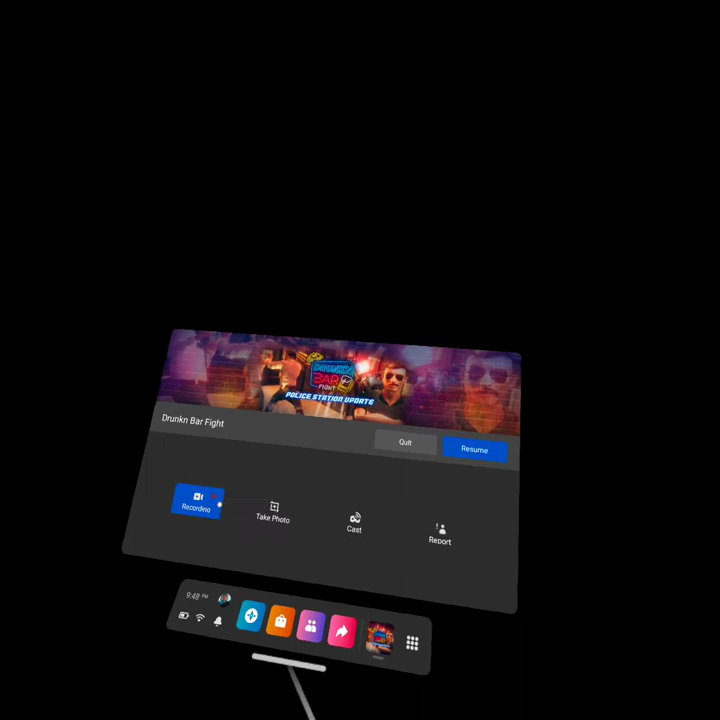 DRUNKN
BAR
FIGHT
POLICE STATION UPDATE
Drunkn Bar Fight
Quit
Resume
Recording
Take Photo
Cast
Report
9:48 PM